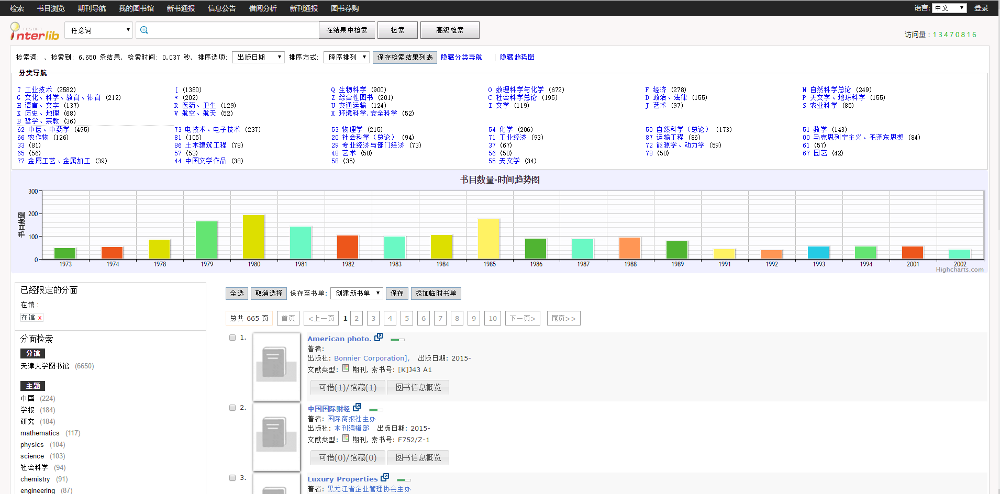 检索 书目浏览 期刊导航 我的图书馆 新书通报 信息公告 借阅分析 新刊通报 图书荐购 语言: 中文 登录
TCSOFT
interlib 任意词 在结果中检索 检索 高级检索
访问量 : 13470816
检索词: , 检索到: 6,650 条结果, 检索时间: 0.037 秒, 排序选项: 出版日期 排序方式: 降序排列 保存检索结果列表 隐藏分类导航 | 隐藏趋势图
分类导航
T 工业技术 (2582) [ (1380) Q 生物科学 (900) O 数理科学与化学 (672) F 经济 (278) N 自然科学总论 (249)
G 文化、科学、教育、体育 (212) * (202) Z 综合性图书 (201) C 社会科学总论 (195) D 政治、法律 (155) P 天文学、地球科学 (155)
H 语言、文字 (137) R 医药、卫生 (129) U 交通运输 (124) I 文学 (119) J 艺术 (97) S 农业科学 (85)
K 历史、地理 (68) V 航空、航天 (52) X 环境科学,安全科学 (52)
B 哲学、宗教 (36)
62 中医、中药学 (495) 73 电技术、电子技术 (237) 53 物理学 (215) 54 化学 (206) 50 自然科学（总论） (173) 51 数学 (143)
66 农作物 (126) 81 (105) 20 社会科学（总论） (94) 71 工业经济 (93) 87 运输工程 (86) 00 马克思列宁主义、毛泽东思想 (84)
33 (81) 86 土木建筑工程 (78) 29 专业经济与部门经济 (73) 37 (67) 72 能源学、动力学 (59) 61 (57)
65 (56) 57 (53) 48 艺术 (50) 56 (50) 78 (50) 67 园艺 (42)
77 金属工艺、金属加工 (39) 44 中国文学作品 (38) 58 (35) 55 天文学 (34)
书目数量-时间趋势图
书目数量
300
200
100
0
1973 1974 1978 1979 1980 1981 1982 1983 1984 1985 1986 1987 1988 1989 1991 1992 1993 1994 2001 2002
Highcharts.com
已经限定的分面
在馆 :
在馆 x
分面检索
分馆
天津大学图书馆 (6650)
主题
中国 (224)
学报 (184)
研究 (184)
mathematics (117)
physics (104)
science (103)
社会科学 (94)
chemistry (91)
engineering (87)
全选 取消选择 保存至书单: 创建新书单 保存 添加临时书单
总共 665 页 首页 <上一页 1 2 3 4 5 6 7 8 9 10 下一页> 尾页>>
1. American photo.
著者:
出版社: Bonnier Corporation], 出版日期: 2015-
文献类型: 期刊, 索书号: [K]J43 A1
可借(1)/馆藏(1) 图书信息概览
2. 中国国际财经
著者: 国际商报社主办
出版社: 本刊编辑部 出版日期: 2015-
文献类型: 期刊, 索书号: F752/Z-1
可借(0)/馆藏(0) 图书信息概览
3. Luxury Properties
著者: 黑龙江省企业管理协会主办